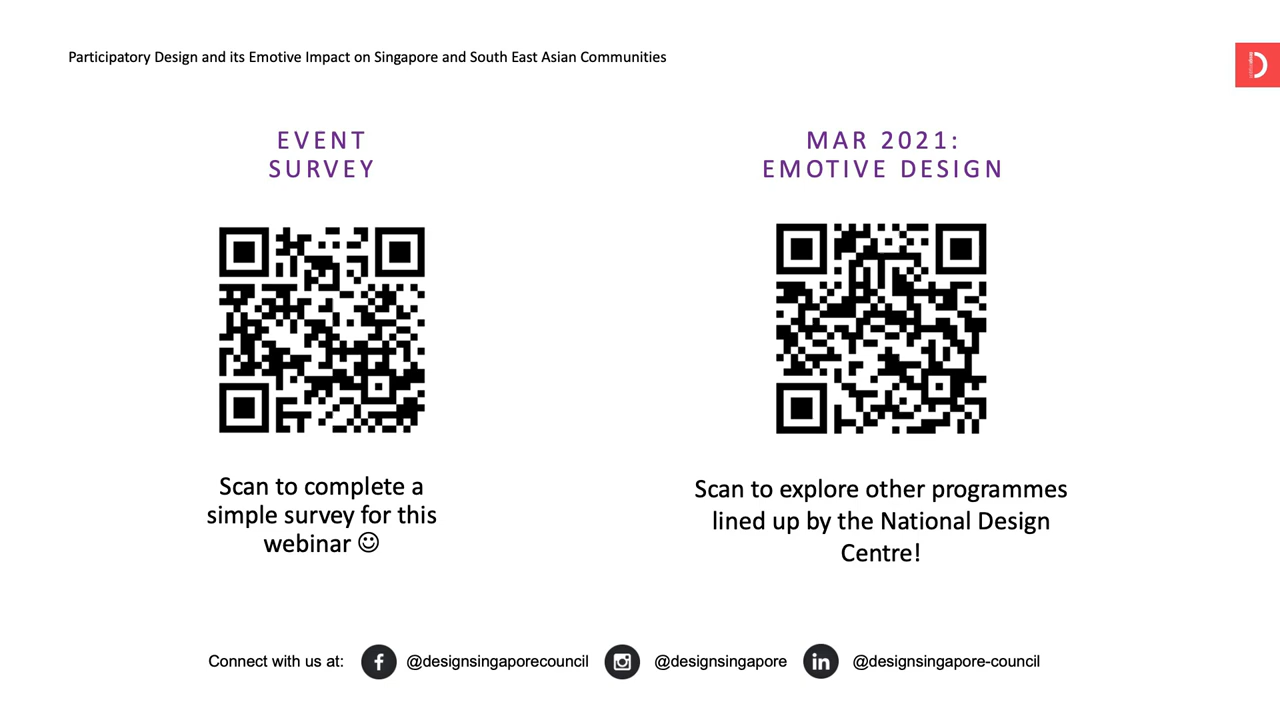 Participatory Design and its Emotive Impact on Singapore and South East Asian Communities
EVENT
SURVEY
MAR 2021:
EMOTIVE DESIGN
Scan to complete a
simple survey for this
webinar ☺
Scan to explore other programmes
lined up by the National Design
Centre!
Connect with us at: @designsingaporecouncil @designsingapore @designsingapore-council